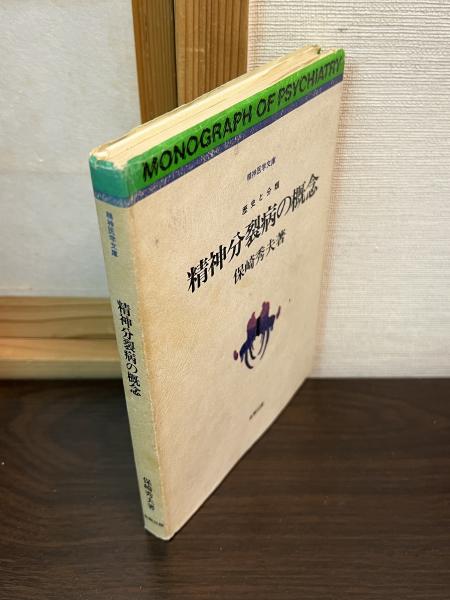 MONOGRAPH OF PSYCHIATRY
精神医学文庫
歴史と分類
精神分裂病の概念
保崎秀夫著
精神医学文庫
精神分裂病の概念
保崎秀夫著